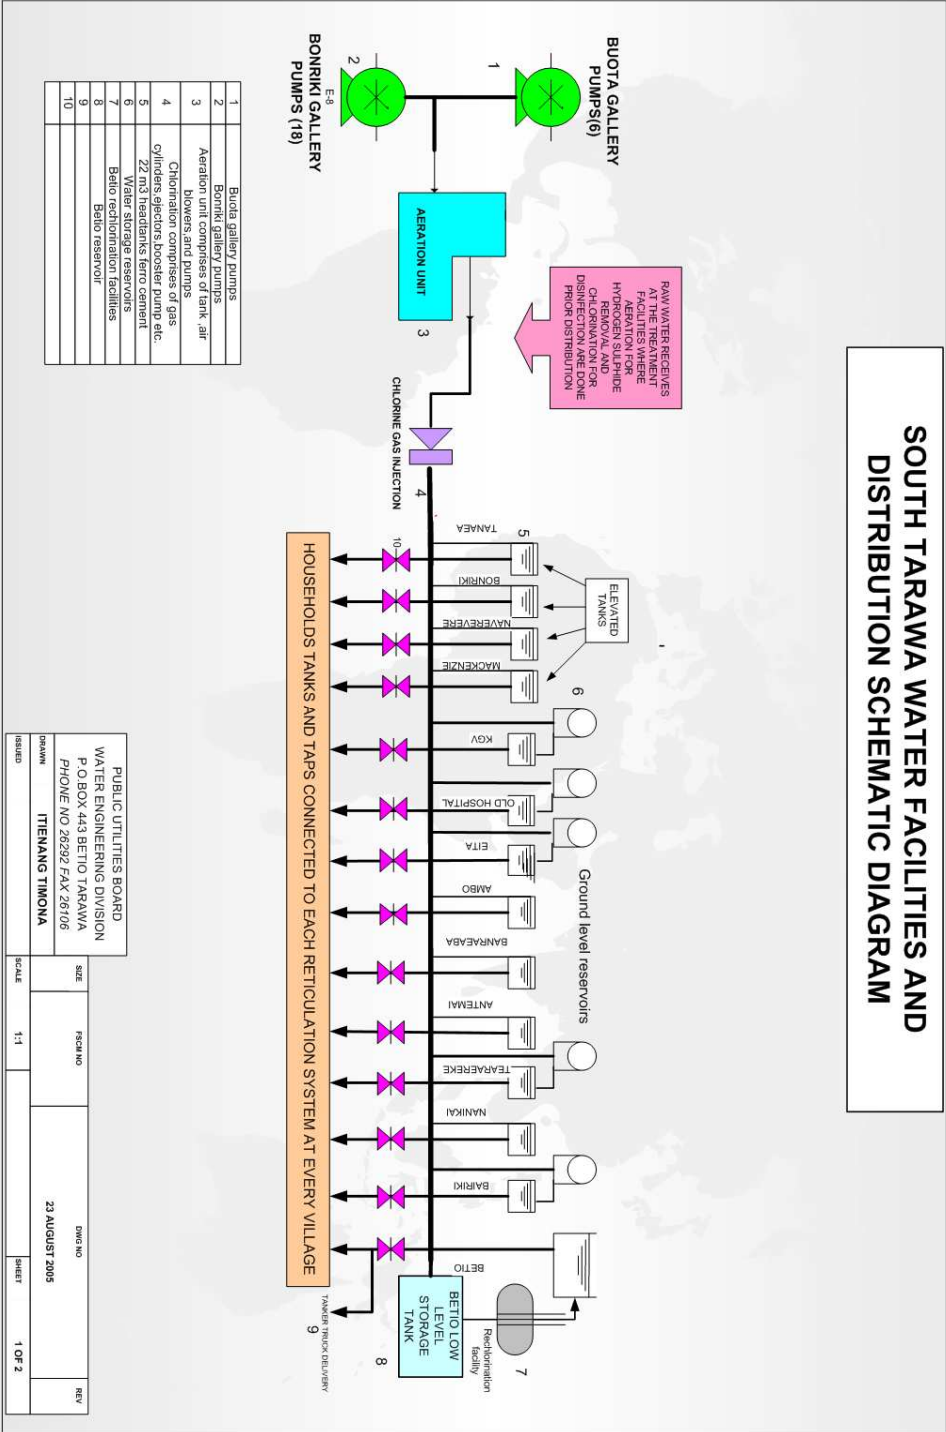 SOUTH TARAWA WATER FACILITIES AND
DISTRIBUTION SCHEMATIC DIAGRAM
BUOTA GALLERY
PUMPS(6)
1
2
E-8
BONRIKI GALLERY
PUMPS (18)
RAW WATER RECEIVES
AT THE TREATMENT
FACILITIES WHERE
AERATION FOR
HYDROGEN SULPHIDE
REMOVAL AND
CHLORINATION FOR
DISINFECTION ARE DONE
PRIOR DISTRIBUTION
AERATION UNIT
3
CHLORINE GAS INJECTION
4
ELEVATED
TANKS
5
6
Ground level reservoirs
TANAEA
BONRIKI
NAVEREVERE
MACKENZIE
KGV
OLD HOSPITAL
EITA
AMBO
BANRAEABA
ANTEMAI
TEARAEREKE
NANIKAI
BAIRIKI
BETIO
10
Rechlorination
facility
7
BETIO LOW
LEVEL
STORAGE
TANK
8
TANKER TRUCK DELIVERY
9
HOUSEHOLDS TANKS AND TAPS CONNECTED TO EACH RETICULATION SYSTEM AT EVERY VILLAGE
1 Buota gallery pumps
2 Bonriki gallery pumps
3 Aeration unit comprises of tank ,air
blowers,and pumps
4 Chlorination comprises of gas
cylinders,ejectors,booster pump etc.
5 22 m3 headtanks ferro cement
6 Water storage reservoirs
7 Betio rechlorination facilities
8 Betio reservoir
9
10
PUBLIC UTILITIES BOARD
WATER ENGINEERING DIVISION
P.O.BOX 443 BETIO TARAWA
PHONE NO 26292 FAX 26106
DRAWN ITIENANG TIMONA
ISSUED
SIZE FSCM NO DWG NO REV
23 AUGUST 2005
SCALE 1:1 SHEET 1 OF 2